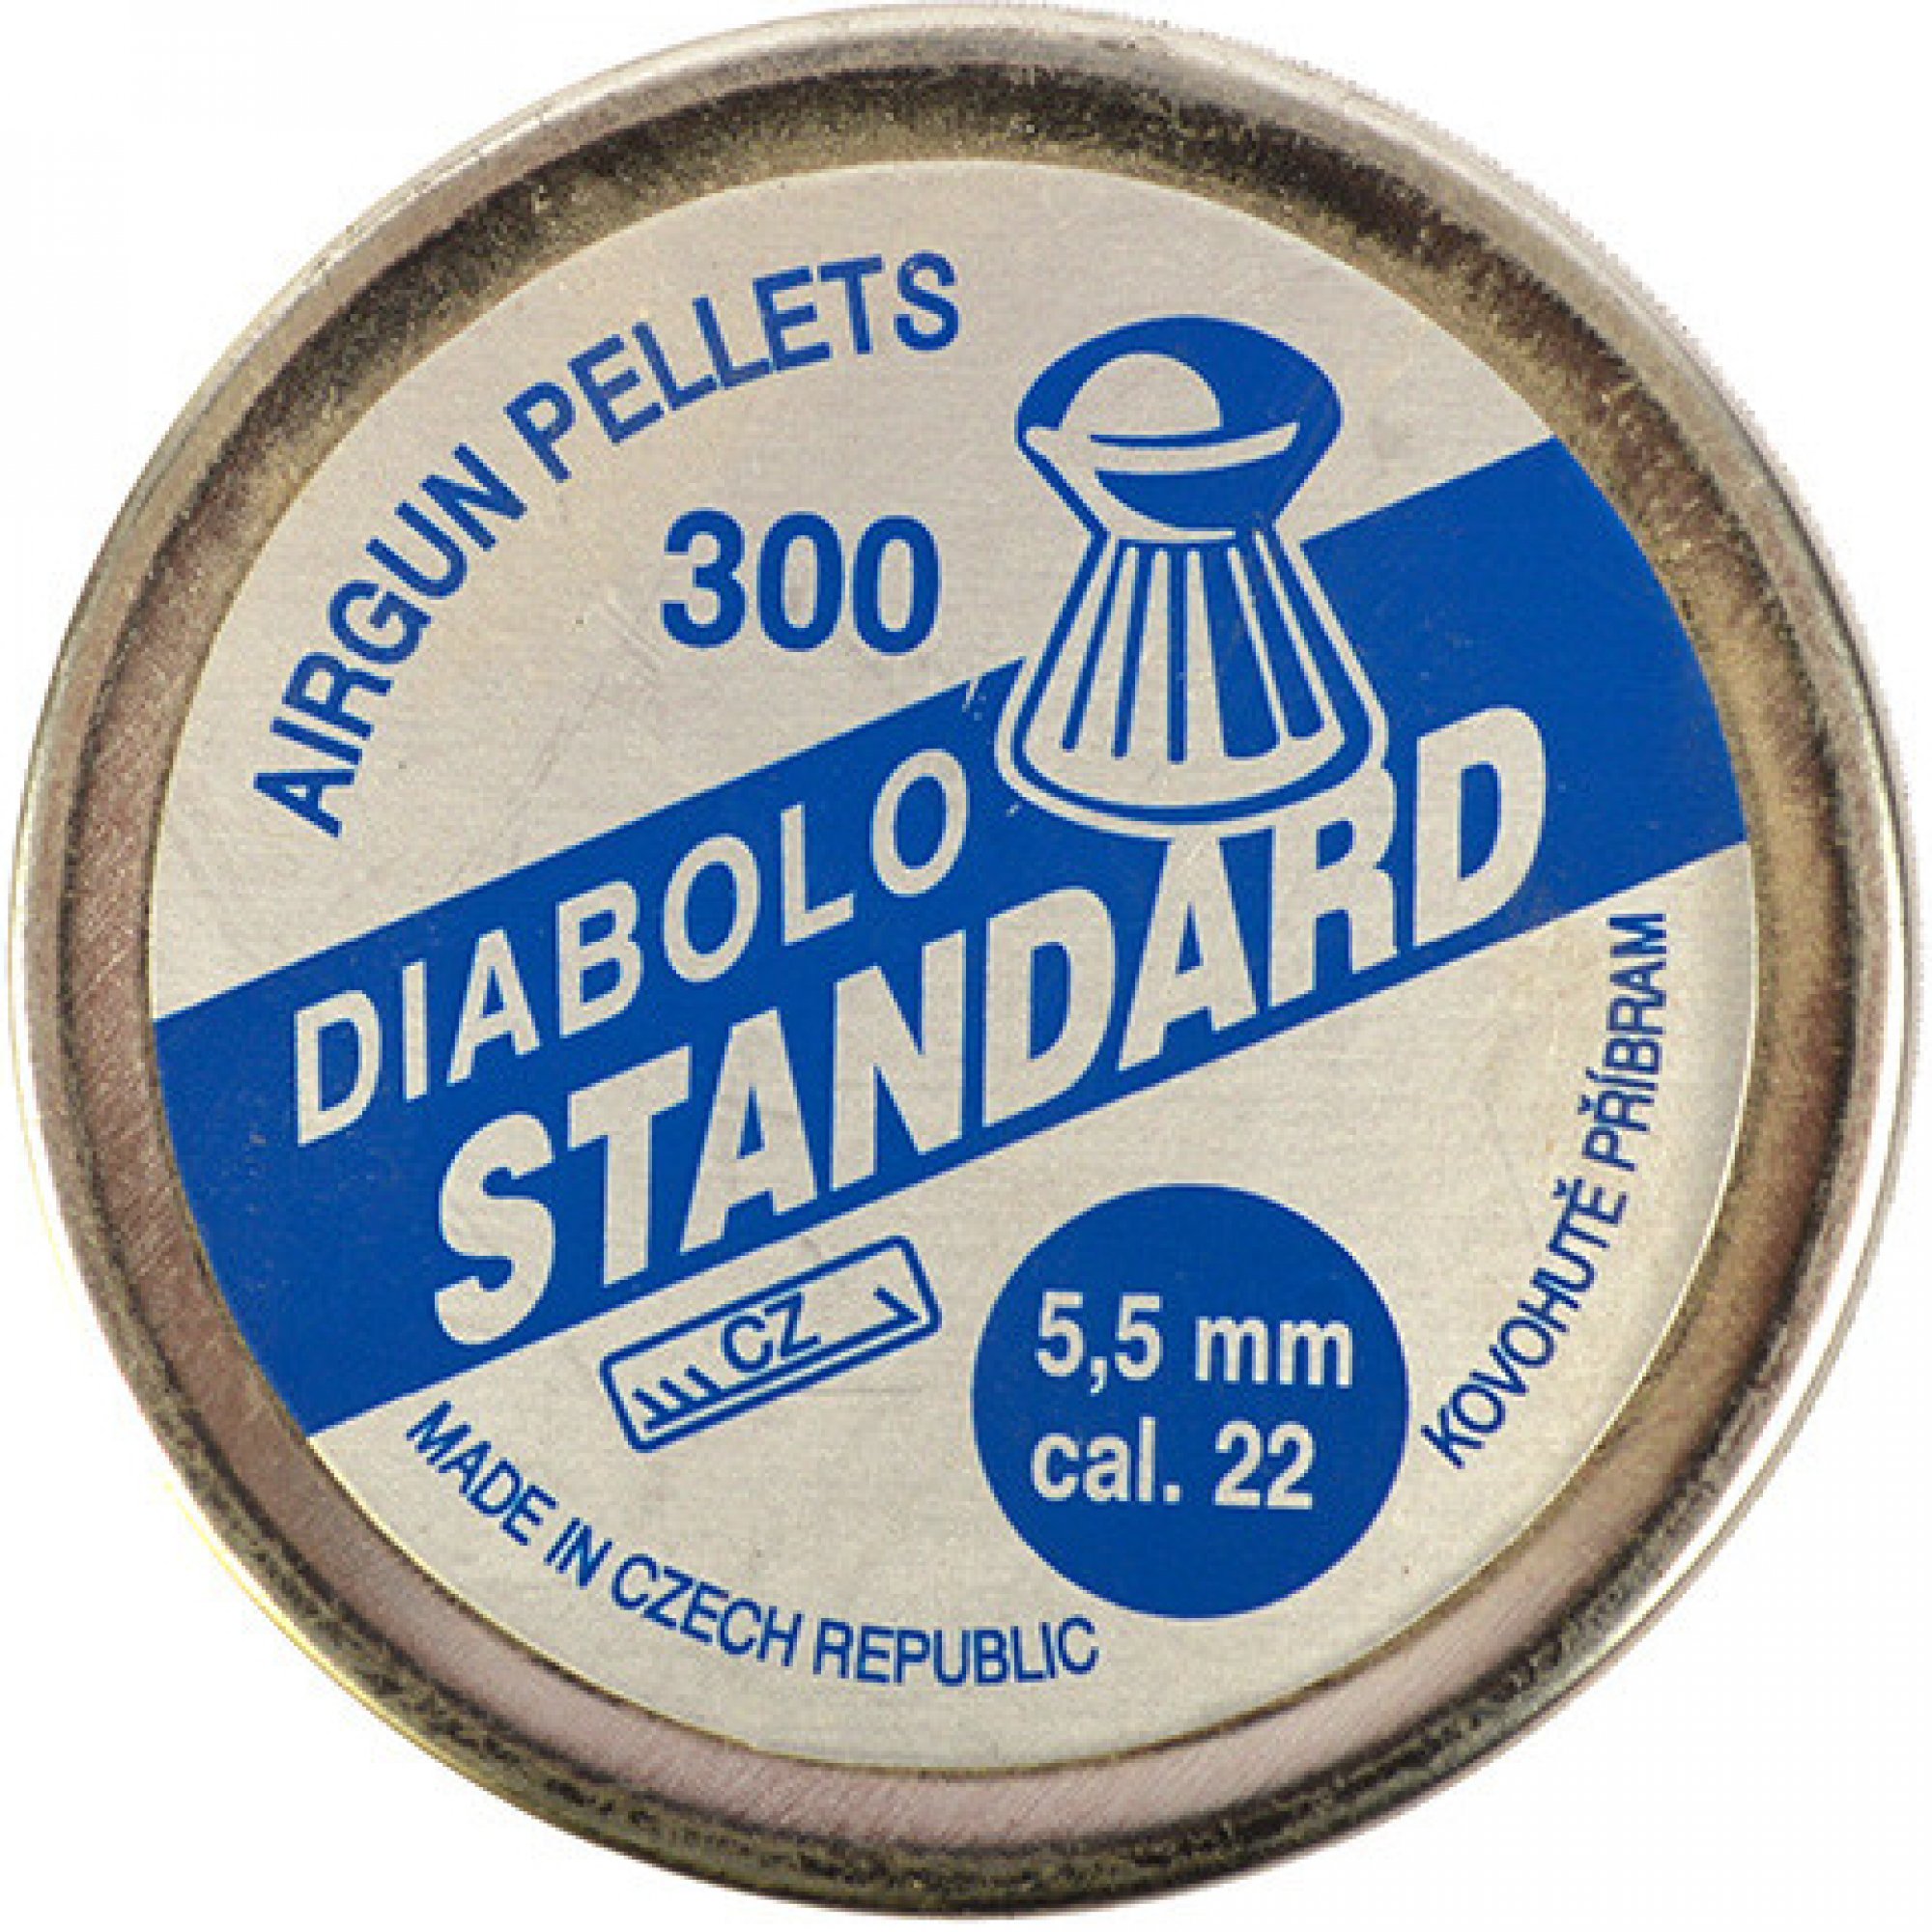 AIRGUN PELLETS
300
DIABOLO
STANDARD
CZ
5,5 mm
cal. 22
KOVOHUTĚ PŘÍBRAM
MADE IN CZECH REPUBLIC